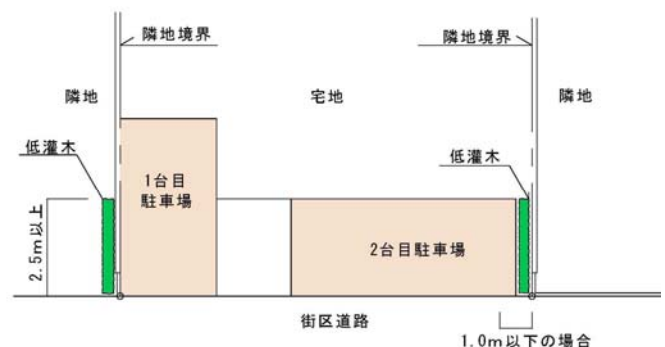 隣地境界
隣地境界
隣地
宅地
隣地
低灌木
低灌木
1台目
駐車場
2台目駐車場
2.5m以上
街区道路
1.0m以下の場合